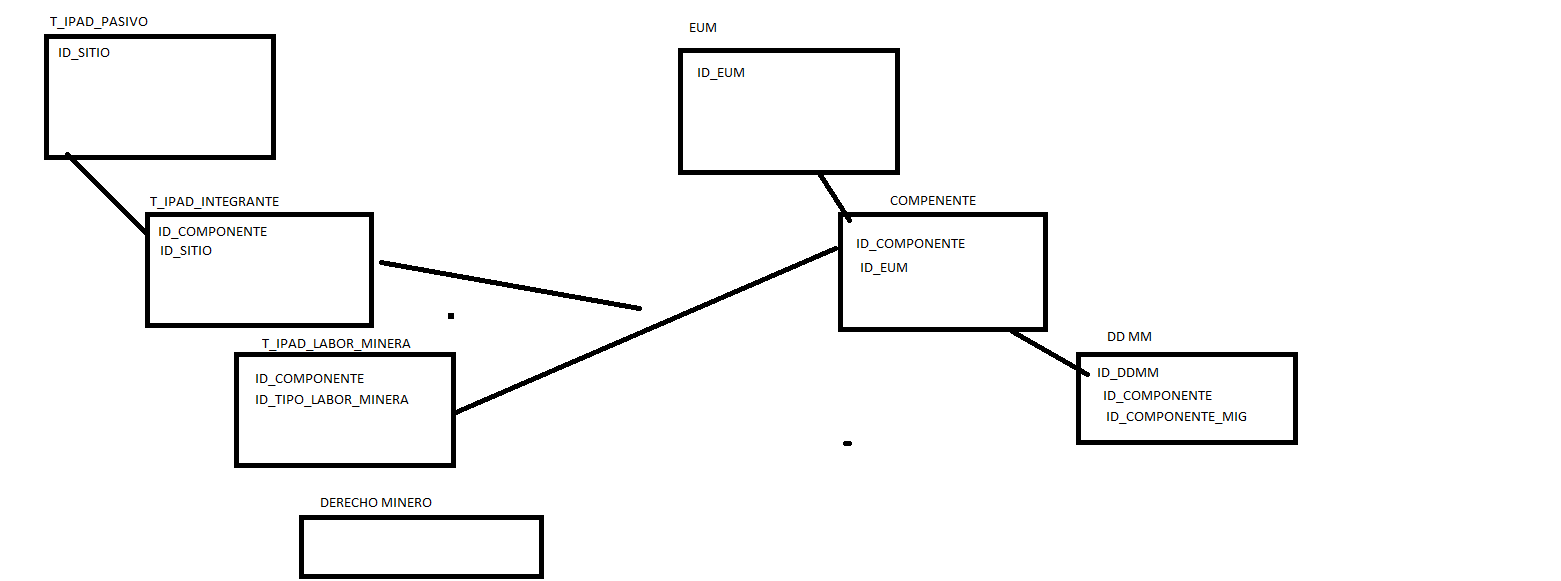 T_IPAD_PASIVO
ID_SITIO
EUM
ID_EUM
T_IPAD_INTEGRANTE
ID_COMPONENTE
ID_SITIO
COMPENENTE
ID_COMPONENTE
ID_EUM
T_IPAD_LABOR_MINERA
ID_COMPONENTE
ID_TIPO_LABOR_MINERA
DD MM
ID_DDMM
ID_COMPONENTE
ID_COMPONENTE_MIG
DERECHO MINERO